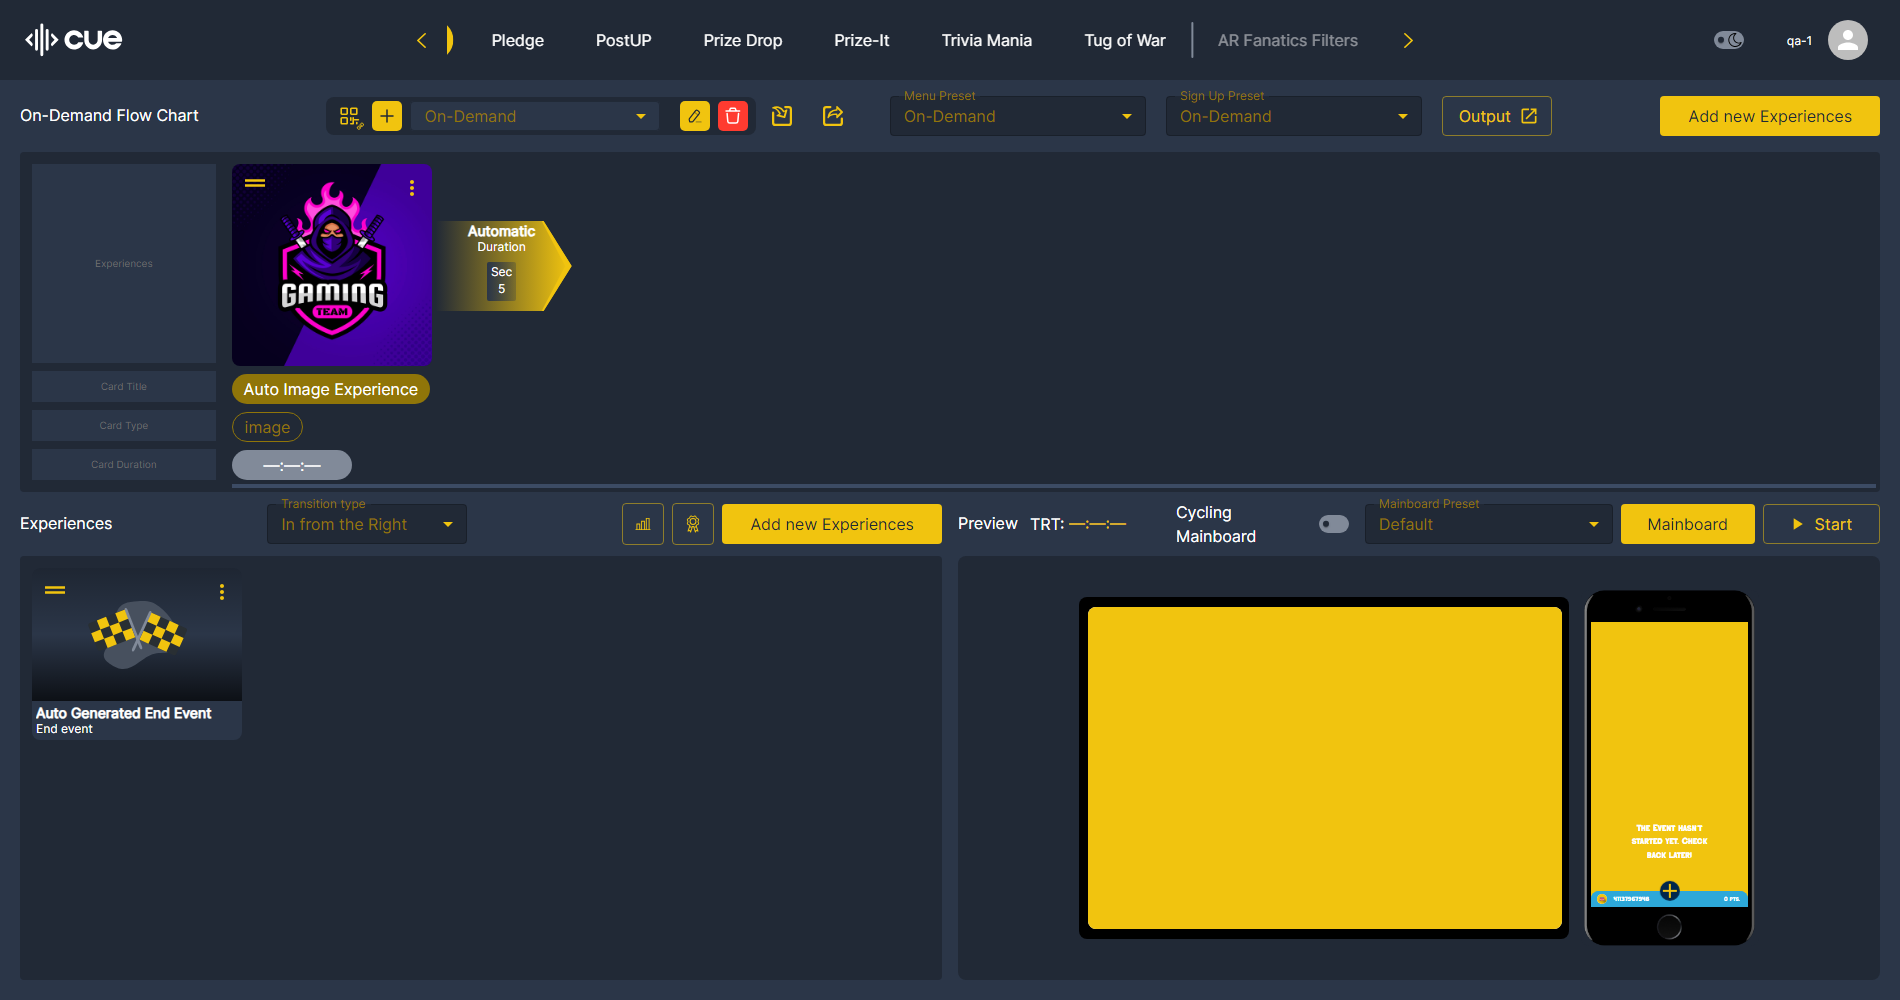 cue
Pledge
PostUP
Prize Drop
Prize-It
Trivia Mania
Tug of War
AR Fanatics Filters
qa-1
On-Demand Flow Chart
On-Demand
Menu Preset
On-Demand
Sign Up Preset
On-Demand
Output
Add new Experiences
Experiences
GAMING
TEAM
Automatic
Duration
Sec
5
Card Title
Auto Image Experience
Card Type
image
Card Duration
—:—:—
Experiences
Transition type
In from the Right
Add new Experiences
Preview
TRT: —:—:—
Cycling
Mainboard
Mainboard Preset
Default
Mainboard
Start
Auto Generated End Event
End event
The Event hasn't
started yet. Check
back later!
0 pts.